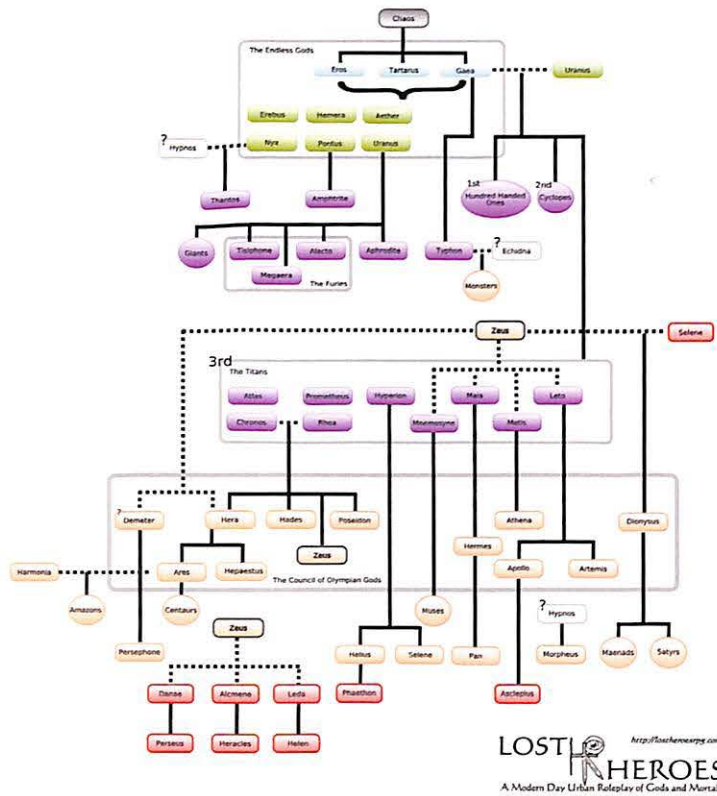 Chaos
The Endless Gods
Eros Tartarus Gaea Uranus
Erebus Hemera Aether
? Hypnos Nyx Pontus Uranus
Thantos Amphtrite 1st Hundred Handed Ones 2nd Cyclopes
Giants Tisiphone Alecto Aphrodite Typhon ? Echidna
Megaera The Furies Monsters
Zeus Selene
3rd
The Titans
Atlas Prometheus Hyperion Maia Leto
Chronos Rhea Mnemosyne Metis
? Demeter Hera Hades Poseidon Athena Dionysus
Zeus Hermes
Harmonia Ares Hepaestus The Council of Olympian Gods Apollo Artemis
Amazons Centaurs Muses ? Hypnos
Zeus
Persephone Helius Selene Pan Morpheus Maenads Satyrs
Danae Alcmene Leda Phaethon Asclepius
Perseus Heracles Helen
http://lostheroesrpg.com
LOST HEROES
A Modern Day Urban Roleplay of Gods and Mortals